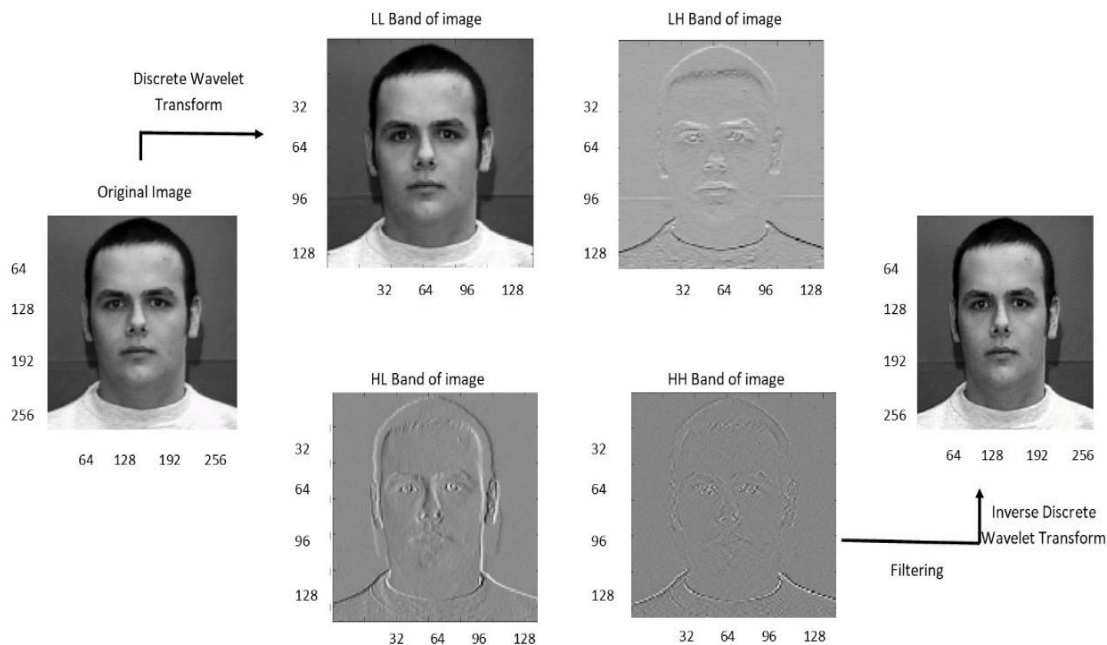 LL Band of image
LH Band of image
Discrete Wavelet
Transform
32
64
96
128
32 64 96 128
32
64
96
128
32 64 96 128
Original Image
64
128
192
256
64 128 192 256
HL Band of image
32
64
96
128
32 64 96 128
HH Band of image
32
64
96
128
32 64 96 128
64
128
192
256
64 128 192 256
Inverse Discrete
Wavelet Transform
Filtering